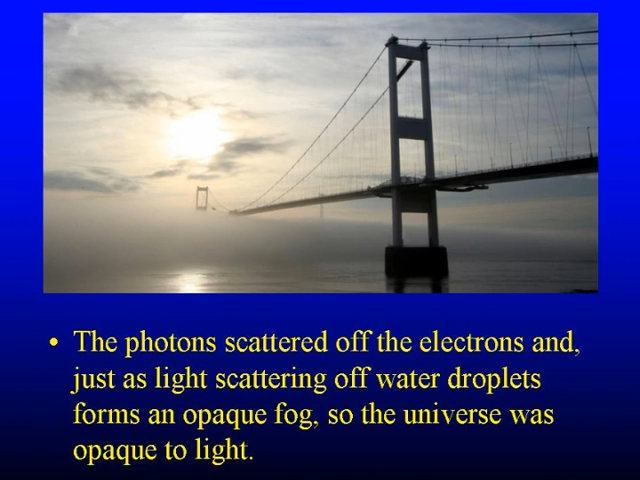 • The photons scattered off the electrons and,
just as light scattering off water droplets
forms an opaque fog, so the universe was
opaque to light.